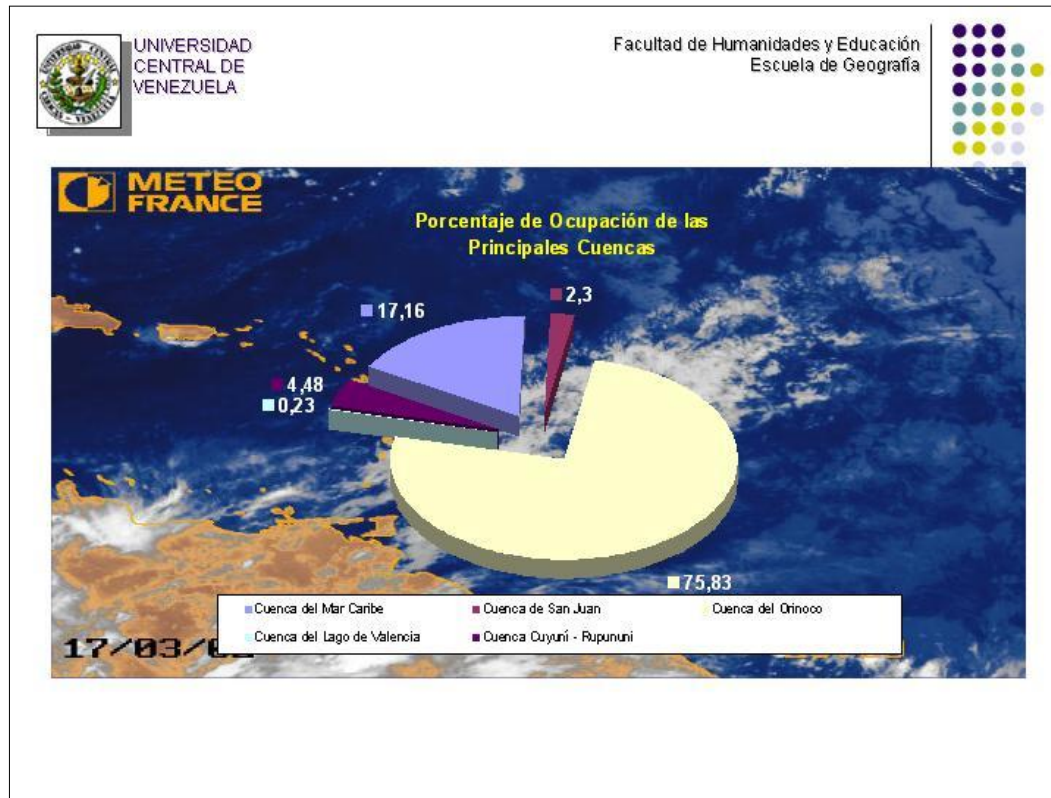 UNIVERSIDAD
CENTRAL DE
VENEZUELA
Facultad de Humanidades y Educación
Escuela de Geografía
METEO
FRANCE
Porcentaje de Ocupación de las
Principales Cuencas
17,16
2,3
4,48
0,23
75,83
Cuenca del Mar Caribe
Cuenca de San Juan
Cuenca del Orinoco
Cuenca del Lago de Valencia
Cuenca Cuyuní - Rupununi
17/03/